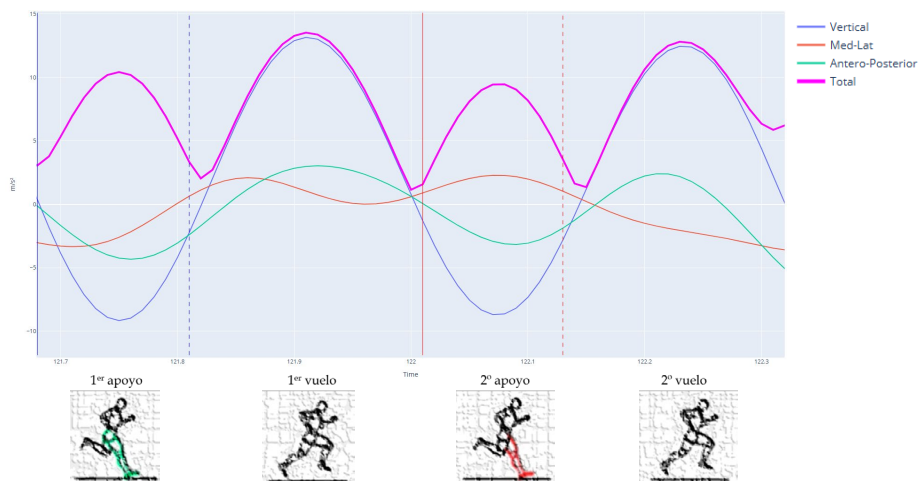 Vertical
Med-Lat
Antero-Posterior
Total
15
10
5
0
−5
−10
m/s²
121.7
121.8
121.9
122
122.1
122.2
122.3
Time
1er apoyo
1er vuelo
2º apoyo
2º vuelo